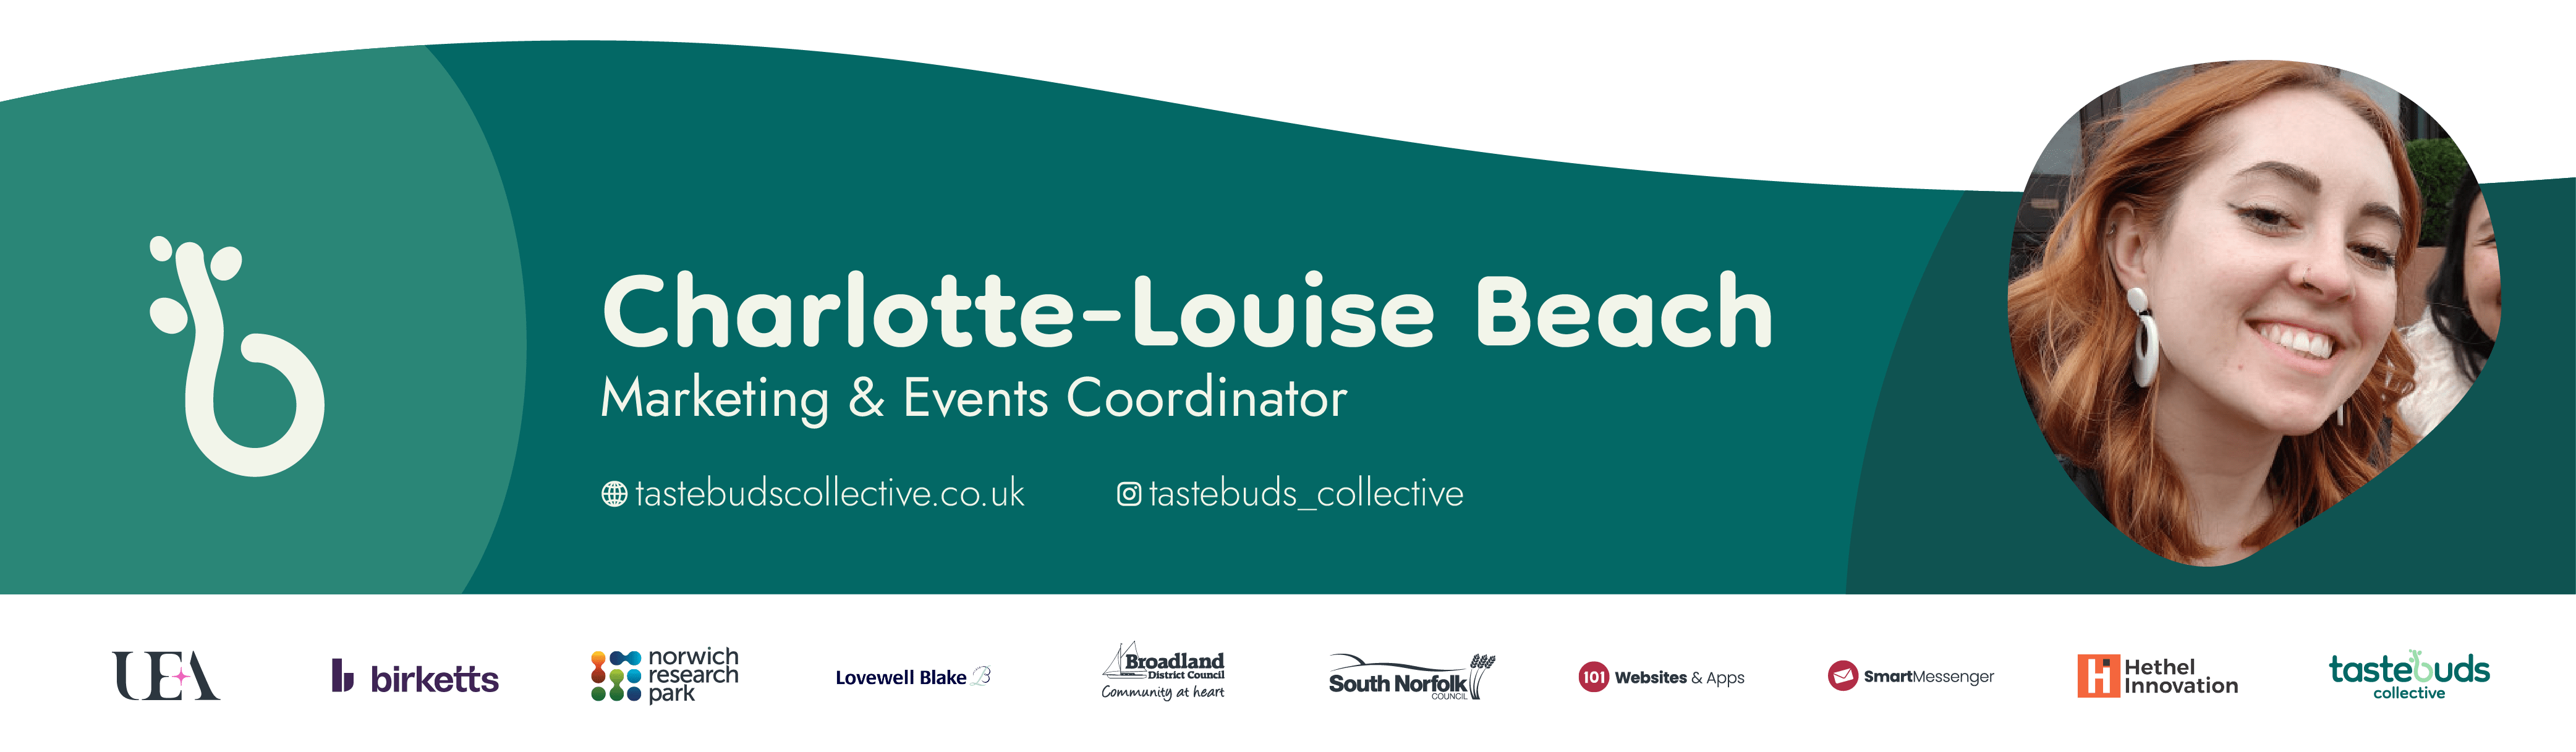 Charlotte-Louise Beach
Marketing & Events Coordinator
tastebudscollective.co.uk
tastebuds_collective
UEA
birketts
norwich
research
park
Lovewell Blake
Broadland
District Council
Community at heart
South Norfolk
COUNCIL
101 Websites & Apps
SmartMessenger
Hethel
Innovation
tastebuds
collective